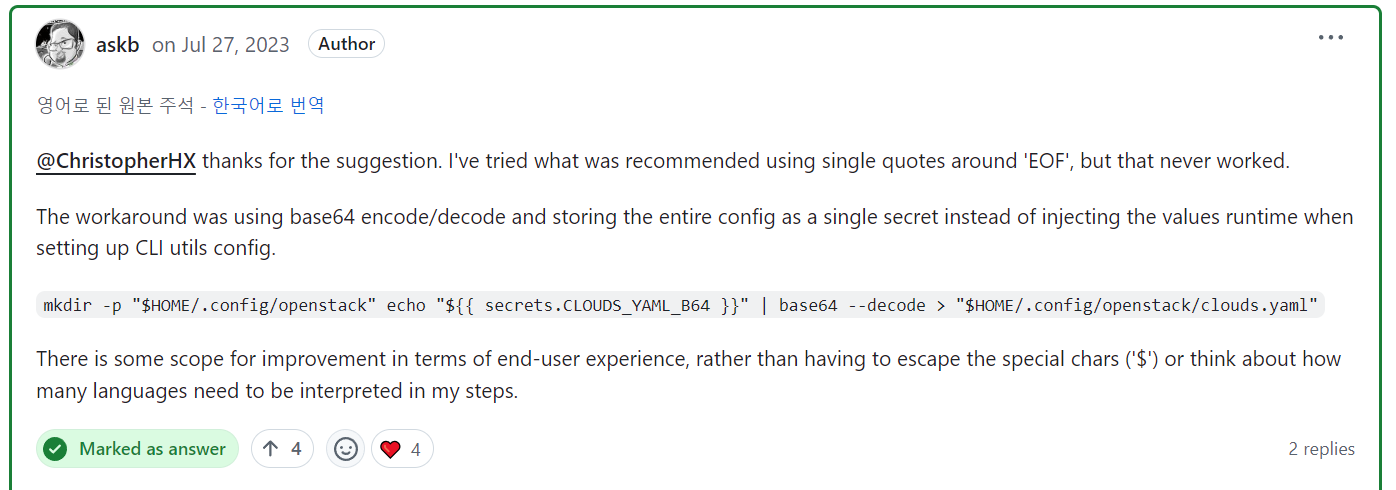 askb on Jul 27, 2023 Author
영어로 된 원본 주석 - 한국어로 번역
@ChristopherHX thanks for the suggestion. I've tried what was recommended using single quotes around 'EOF', but that never worked.
The workaround was using base64 encode/decode and storing the entire config as a single secret instead of injecting the values runtime when
setting up CLI utils config.
mkdir -p "$HOME/.config/openstack" echo "${{ secrets.CLOUDS_YAML_B64 }}" | base64 --decode > "$HOME/.config/openstack/clouds.yaml"
There is some scope for improvement in terms of end-user experience, rather than having to escape the special chars ('$') or think about how
many languages need to be interpreted in my steps.
Marked as answer ↑ 4 4 2 replies